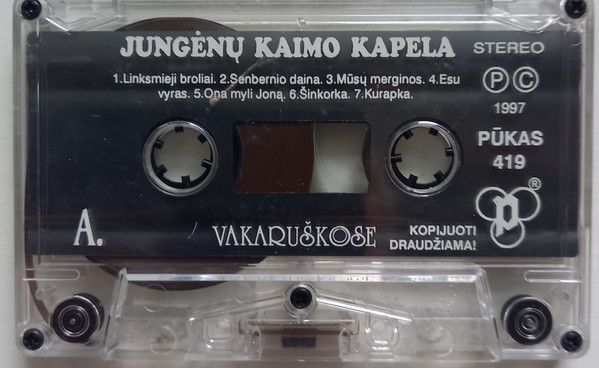 JUNGĖNŲ KAIMO KAPELA
STEREO
1.Linksmieji broliai. 2.Senbernio daina. 3.Mūsų merginos. 4.Esu
vyras. 5.Ona myli Joną. 6.Šinkorka. 7.Kurapka.
Ⓟ Ⓒ
1997
PŪKAS
419
A.
VAKARUŠKOSE
KOPIJUOTI
DRAUDŽIAMA!
p ®